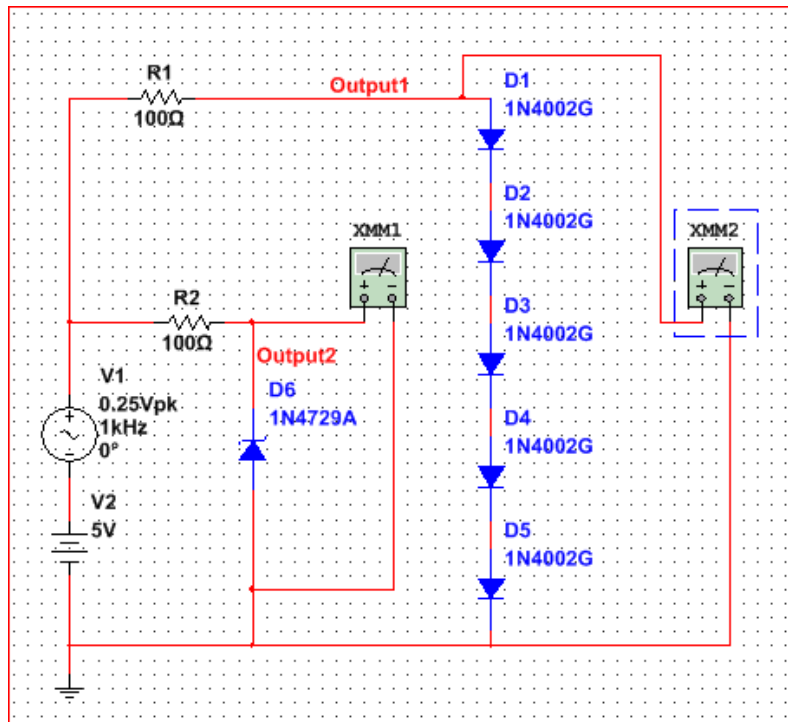 R1
100Ω
Output1
D1
1N4002G
D2
1N4002G
XMM1
XMM2
R2
100Ω
Output2
D3
1N4002G
V1
0.25Vpk
1kHz
0°
D6
1N4729A
D4
1N4002G
V2
5V
D5
1N4002G